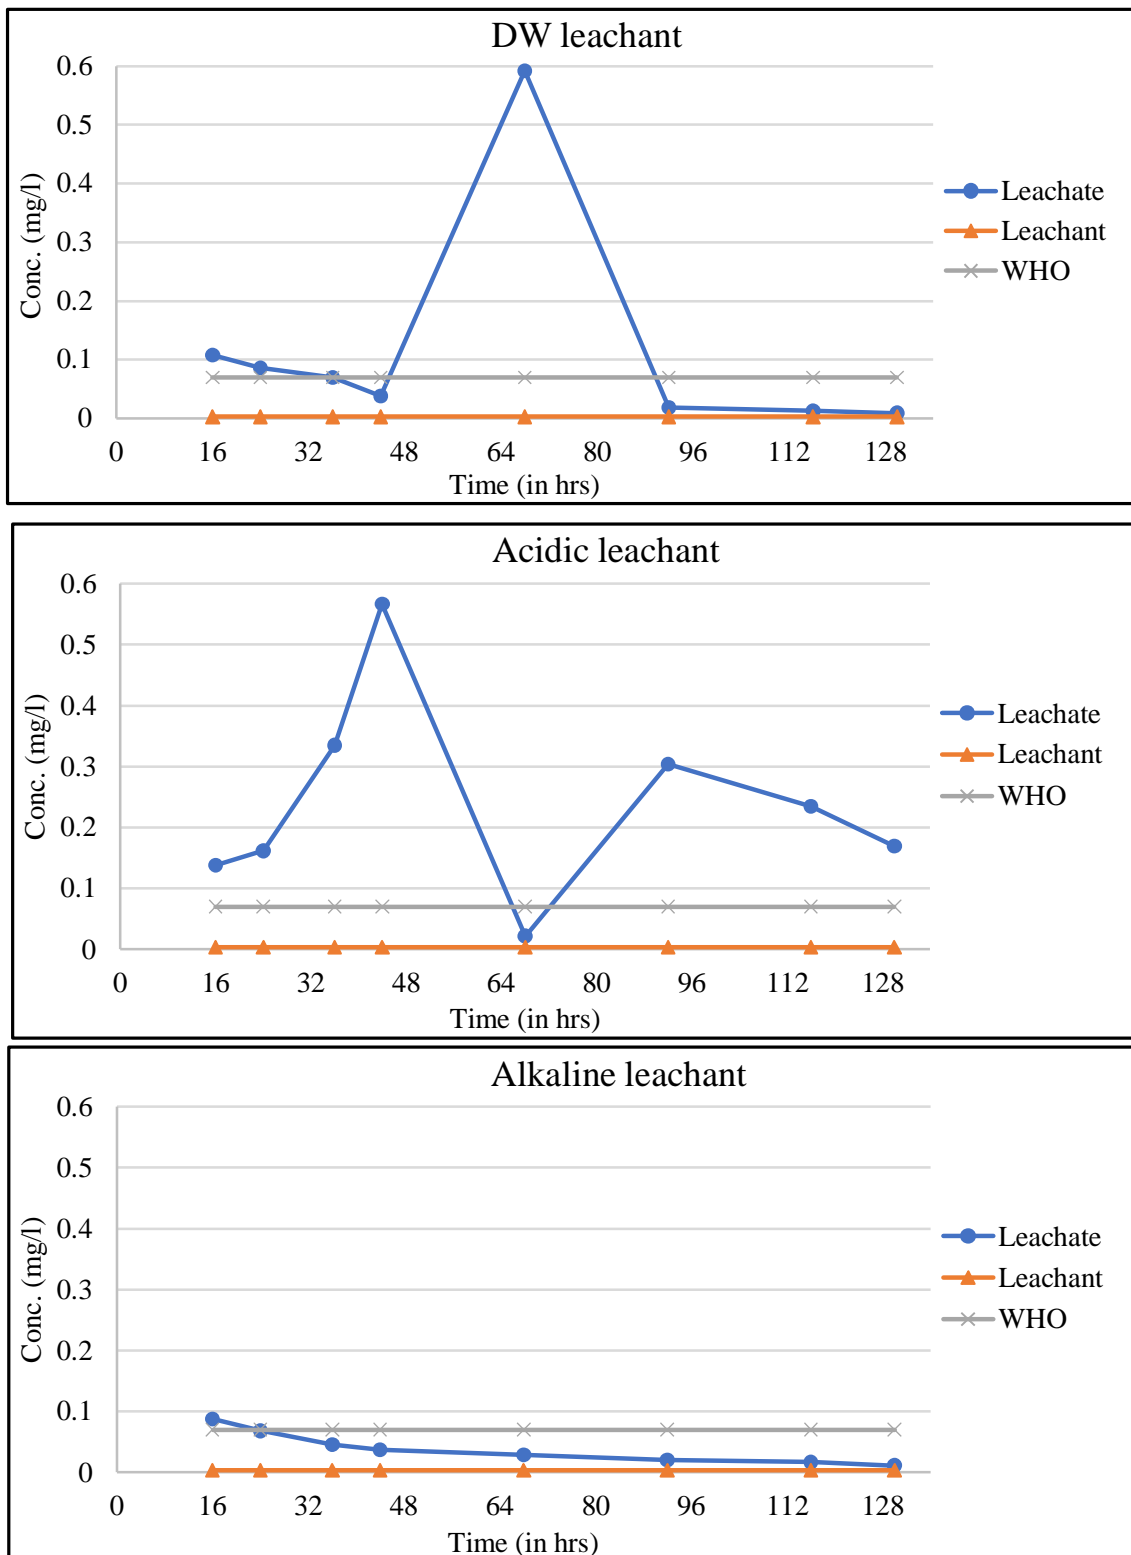 DW leachant
0.6
0.5
0.4
0.3
0.2
0.1
0
Conc. (mg/l)
0 16 32 48 64 80 96 112 128
Time (in hrs)
Leachate
Leachant
WHO
Acidic leachant
0.6
0.5
0.4
0.3
0.2
0.1
0
Conc. (mg/l)
0 16 32 48 64 80 96 112 128
Time (in hrs)
Leachate
Leachant
WHO
Alkaline leachant
0.6
0.5
0.4
0.3
0.2
0.1
0
Conc. (mg/l)
0 16 32 48 64 80 96 112 128
Time (in hrs)
Leachate
Leachant
WHO